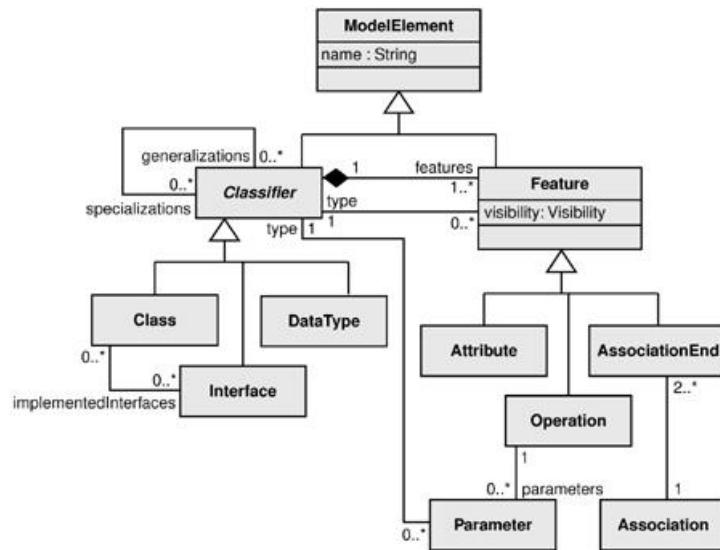 ModelElement
name : String
generalizations
0..*
1
features
0..*
Classifier
1..*
Feature
specializations
type
type
1
1
0..*
visibility: Visibility
Class
DataType
Attribute
AssociationEnd
0..*
0..*
2..*
implementedInterfaces
Interface
Operation
1
0..*
parameters
1
0..*
Parameter
Association